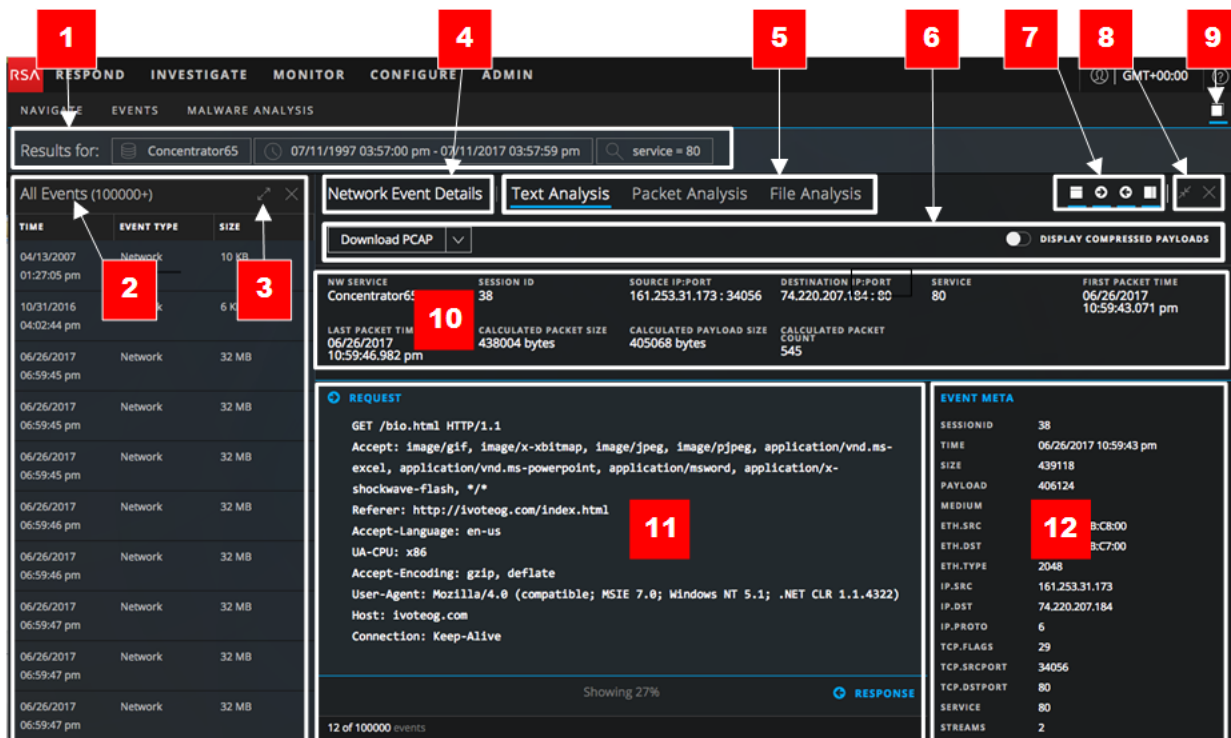 1
4
5
6
7
8
9
RSA RESPOND INVESTIGATE MONITOR CONFIGURE ADMIN GMT+00:00
NAVIGATE EVENTS MALWARE ANALYSIS
Results for: Concentrator65 07/11/1997 03:57:00 pm - 07/11/2017 03:57:59 pm service = 80
All Events (100000+)
TIME EVENT TYPE SIZE
04/13/2007 Network 10 KB
01:27:05 pm
2
3
10/31/2016 6
04:02:44 pm
06/26/2017 Network 32 MB
06:59:45 pm
06/26/2017 Network 32 MB
06:59:45 pm
06/26/2017 Network 32 MB
06:59:45 pm
06/26/2017 Network 32 MB
06:59:46 pm
06/26/2017 Network 32 MB
06:59:46 pm
06/26/2017 Network 32 MB
06:59:47 pm
06/26/2017 Network 32 MB
06:59:47 pm
06/26/2017 Network 32 MB
06:59:47 pm
Network Event Details Text Analysis Packet Analysis File Analysis
Download PCAP DISPLAY COMPRESSED PAYLOADS
NW SERVICE SESSION ID SOURCE IP:PORT DESTINATION IP:PORT SERVICE FIRST PACKET TIME
Concentrator65 38 161.253.31.173 : 34056 74.220.207.184 : 80 80 06/26/2017
10:59:43.071 pm
10
LAST PACKET TIM CALCULATED PACKET SIZE CALCULATED PAYLOAD SIZE CALCULATED PACKET
COUNT
06/26/2017 438004 bytes 405068 bytes 545
10:59:46.982 pm
REQUEST
GET /bio.html HTTP/1.1
Accept: image/gif, image/x-xbitmap, image/jpeg, image/pjpeg, application/vnd.ms-
excel, application/vnd.ms-powerpoint, application/msword, application/x-
shockwave-flash, */*
Referer: http://ivoteog.com/index.html
Accept-Language: en-us
UA-CPU: x86
Accept-Encoding: gzip, deflate
User-Agent: Mozilla/4.0 (compatible; MSIE 7.0; Windows NT 5.1; .NET CLR 1.1.4322)
Host: ivoteog.com
Connection: Keep-Alive
11
Showing 27% RESPONSE
12 of 100000 events
EVENT META
SESSIONID 38
TIME 06/26/2017 10:59:43 pm
SIZE 439118
PAYLOAD 406124
MEDIUM
12
ETH.SRC :C8:00
ETH.DST :C7:00
ETH.TYPE 2048
IP.SRC 161.253.31.173
IP.DST 74.220.207.184
IP.PROTO 6
TCP.FLAGS 29
TCP.SRCPORT 34056
TCP.DSTPORT 80
SERVICE 80
STREAMS 2